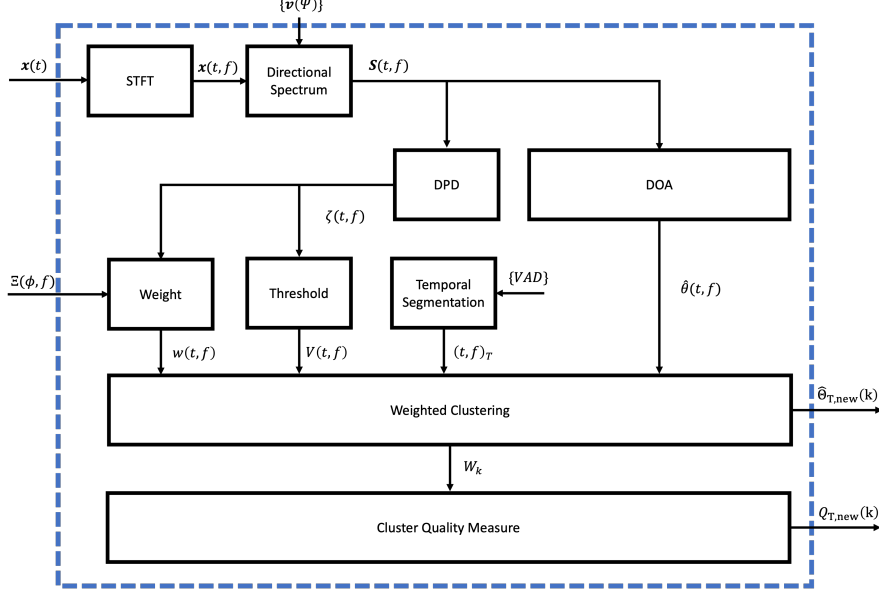 {𝒗(Ψ)}
𝒙(t)
STFT
𝒙(t, f)
Directional
Spectrum
𝑺(t, f)
DPD
DOA
ζ(t, f)
Ξ(ϕ, f)
Weight
Threshold
Temporal
Segmentation
{VAD}
θ̂(t, f)
w(t, f)
V(t, f)
(t, f)_T
Weighted Clustering
Θ̂_T,new(k)
W_k
Cluster Quality Measure
Q_T,new(k)